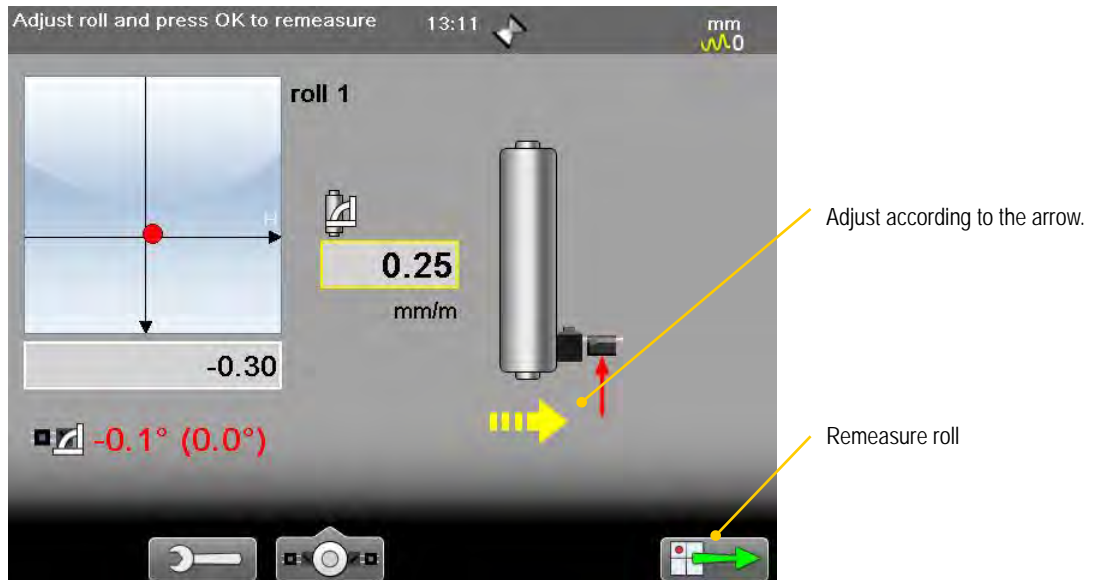 Adjust roll and press OK to remeasure 13:11 mm
0
roll 1
H
0.25
mm/m
-0.30
-0.1° (0.0°)
Adjust according to the arrow.
Remeasure roll